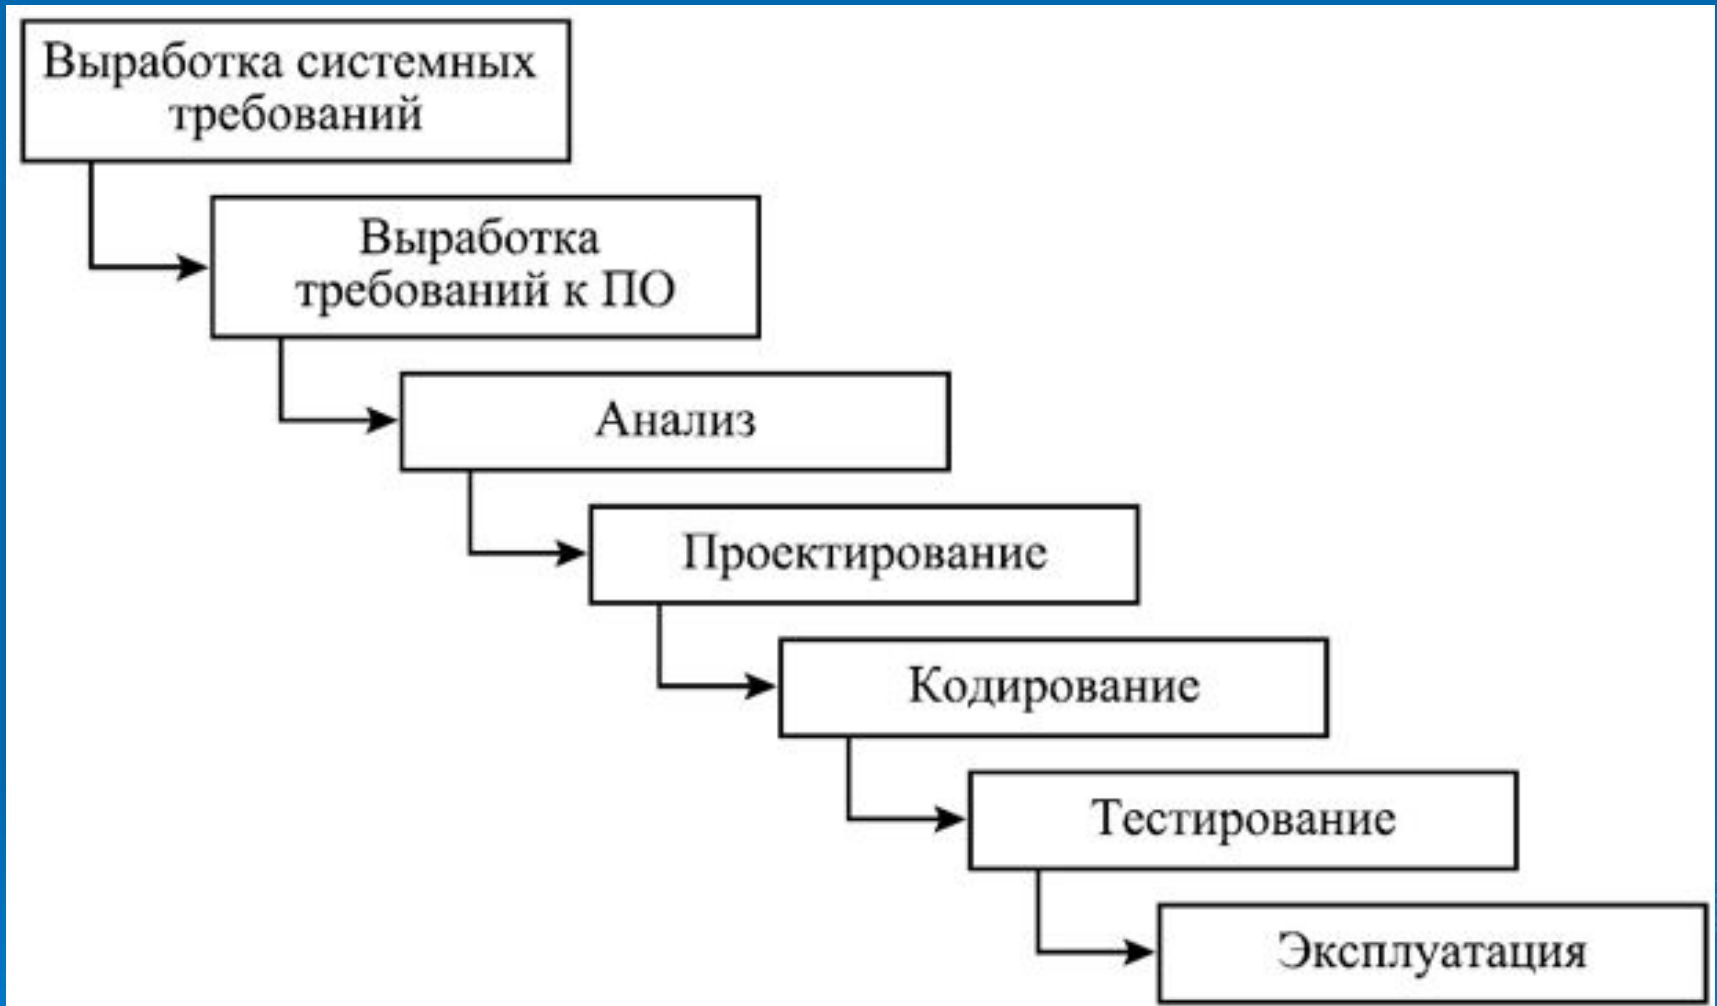 Выработка системных
требований
Выработка
требований к ПО
Анализ
Проектирование
Кодирование
Тестирование
Эксплуатация